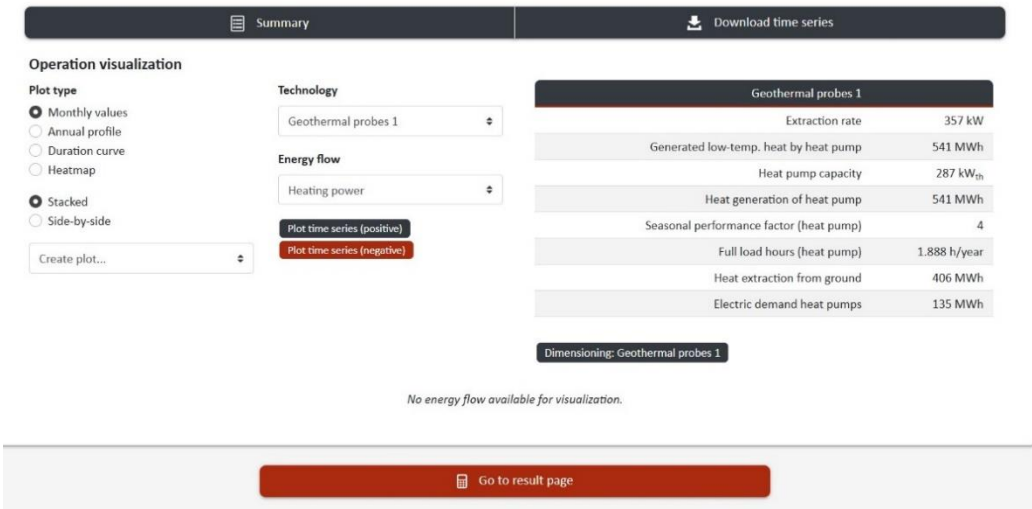 Summary
Download time series
Operation visualization
Plot type
Monthly values
Annual profile
Duration curve
Heatmap
Stacked
Side-by-side
Create plot...
Technology
Geothermal probes 1
Energy flow
Heating power
Plot time series (positive)
Plot time series (negative)
Geothermal probes 1
Extraction rate 357 kW
Generated low-temp. heat by heat pump 541 MWh
Heat pump capacity 287 kWth
Heat generation of heat pump 541 MWh
Seasonal performance factor (heat pump) 4
Full load hours (heat pump) 1.888 h/year
Heat extraction from ground 406 MWh
Electric demand heat pumps 135 MWh
Dimensioning: Geothermal probes 1
No energy flow available for visualization.
Go to result page